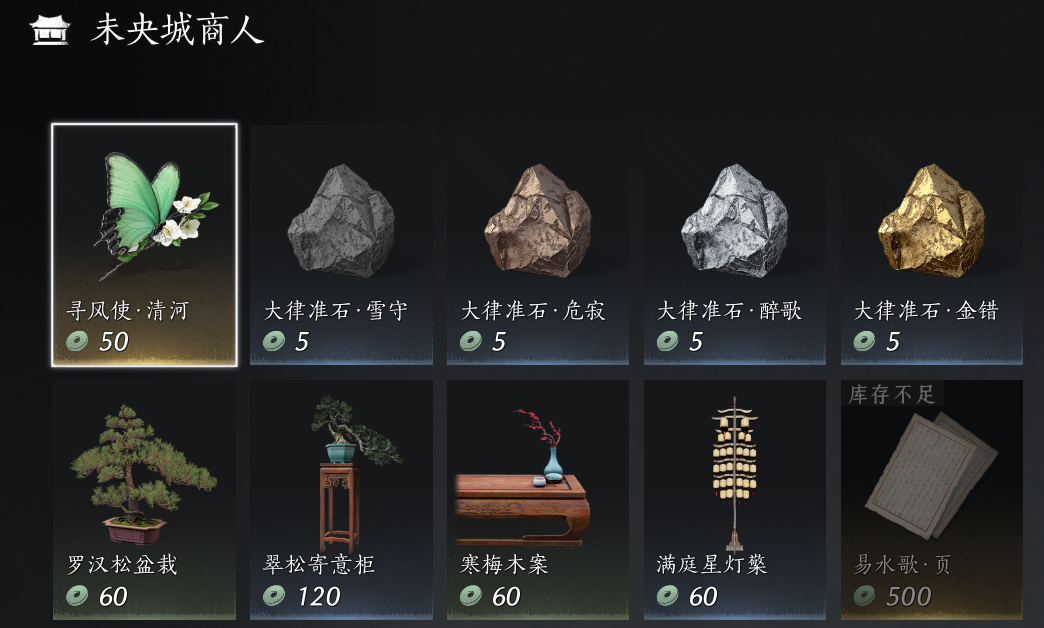 未央城商人
寻风使·清河
50
大律准石·雪守
5
大律准石·危寂
5
大律准石·醉歌
5
大律准石·金错
5
罗汉松盆栽
60
翠松寄意柜
120
寒梅木案
60
满庭星灯檠
60
库存不足
易水歌·页
500